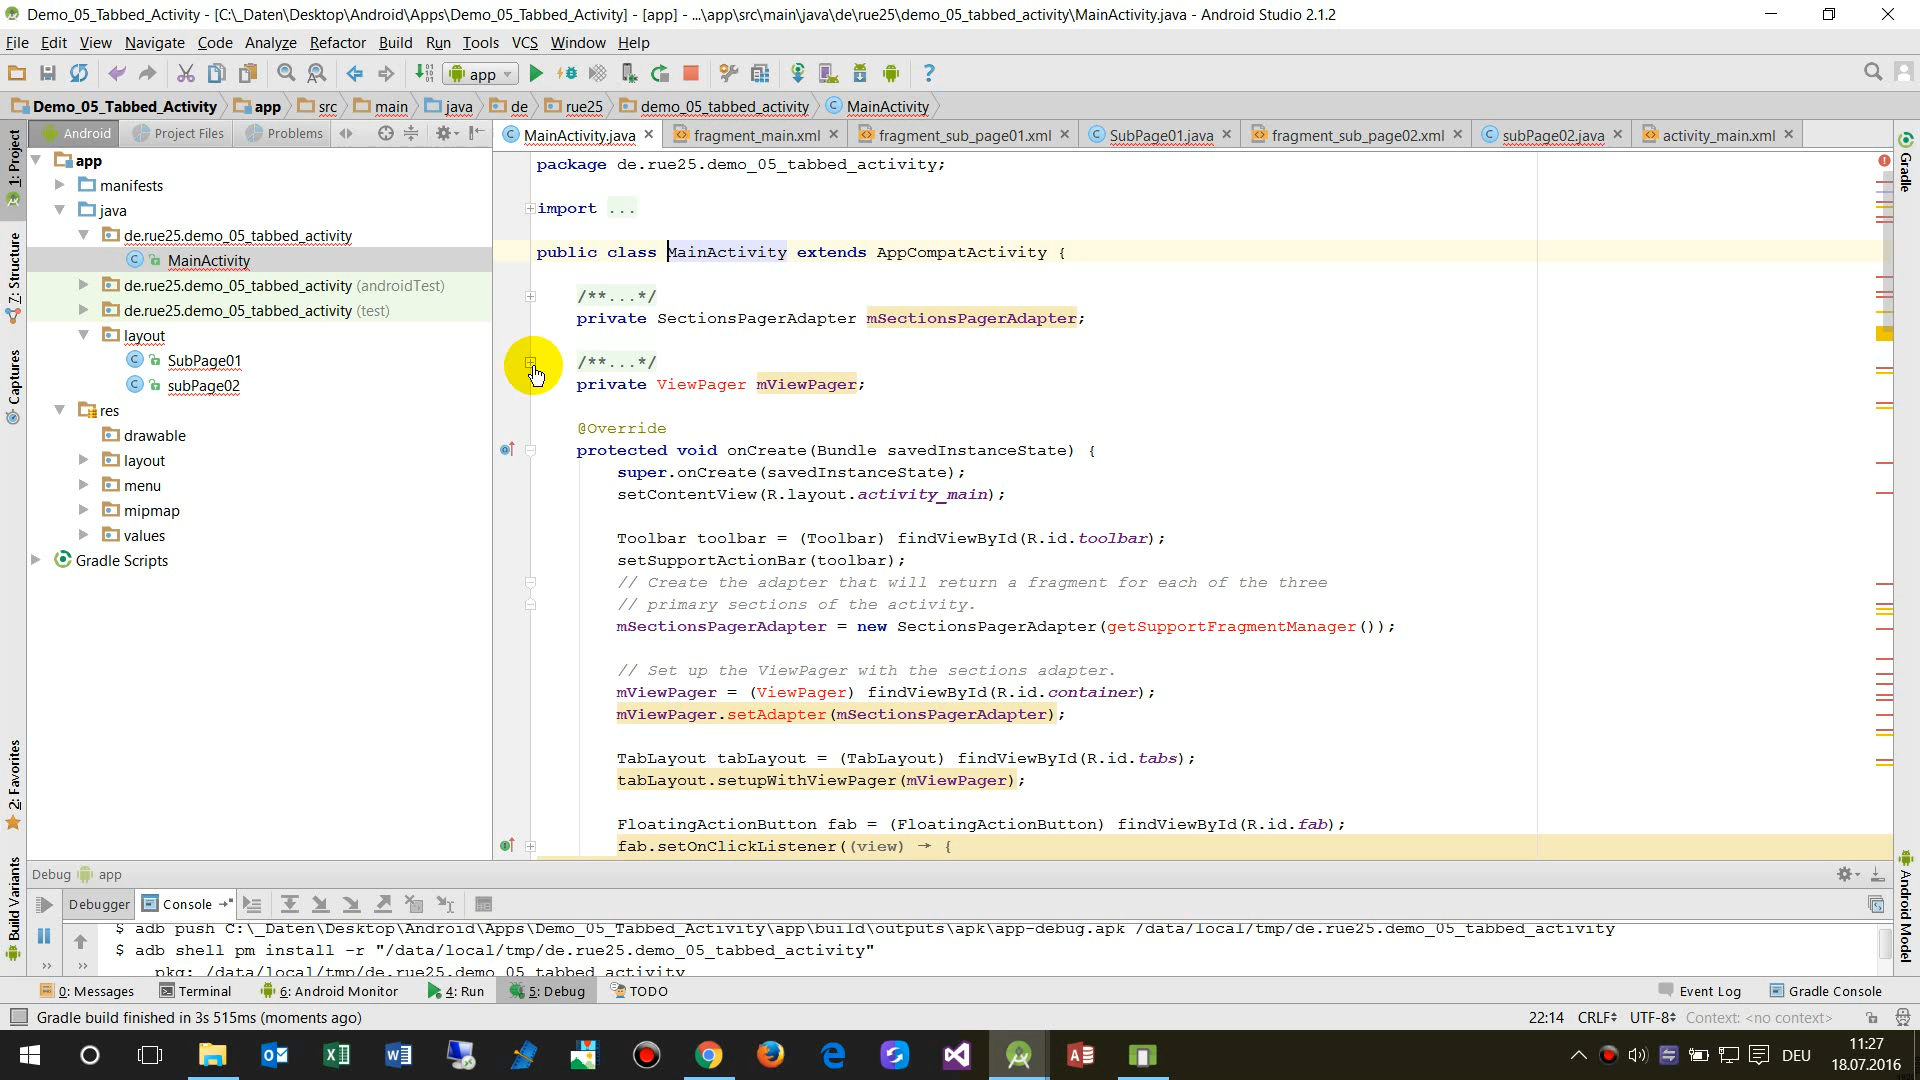 Demo_05_Tabbed_Activity - [C:\_Daten\Desktop\Android\Apps\Demo_05_Tabbed_Activity] - [app] - ...\app\src\main\java\de\rue25\demo_05_tabbed_activity\MainActivity.java - Android Studio 2.1.2
File Edit View Navigate Code Analyze Refactor Build Run Tools VCS Window Help
app
Demo_05_Tabbed_Activity app src main java de rue25 demo_05_tabbed_activity MainActivity
Android Project Files Problems
MainActivity.java fragment_main.xml fragment_sub_page01.xml SubPage01.java fragment_sub_page02.xml subPage02.java activity_main.xml
1: Project
7: Structure
Captures
2: Favorites
Build Variants
app
manifests
java
de.rue25.demo_05_tabbed_activity
MainActivity
de.rue25.demo_05_tabbed_activity (androidTest)
de.rue25.demo_05_tabbed_activity (test)
layout
SubPage01
subPage02
res
drawable
layout
menu
mipmap
values
Gradle Scripts
package de.rue25.demo_05_tabbed_activity;
import ...
public class MainActivity extends AppCompatActivity {
/**...*/
private SectionsPagerAdapter mSectionsPagerAdapter;
/**...*/
private ViewPager mViewPager;
@Override
protected void onCreate(Bundle savedInstanceState) {
super.onCreate(savedInstanceState);
setContentView(R.layout.activity_main);
Toolbar toolbar = (Toolbar) findViewById(R.id.toolbar);
setSupportActionBar(toolbar);
// Create the adapter that will return a fragment for each of the three
// primary sections of the activity.
mSectionsPagerAdapter = new SectionsPagerAdapter(getSupportFragmentManager());
// Set up the ViewPager with the sections adapter.
mViewPager = (ViewPager) findViewById(R.id.container);
mViewPager.setAdapter(mSectionsPagerAdapter);
TabLayout tabLayout = (TabLayout) findViewById(R.id.tabs);
tabLayout.setupWithViewPager(mViewPager);
FloatingActionButton fab = (FloatingActionButton) findViewById(R.id.fab);
fab.setOnClickListener((view) → {
Gradle
Android Model
Debug app
Debugger Console
$ adb push C:\_Daten\Desktop\Android\Apps\Demo_05_Tabbed_Activity\app\build\outputs\apk\app-debug.apk /data/local/tmp/de.rue25.demo_05_tabbed_activity
$ adb shell pm install -r "/data/local/tmp/de.rue25.demo_05_tabbed_activity"
pkg: /data/local/tmp/de.rue25.demo_05_tabbed_activity
0: Messages Terminal 6: Android Monitor 4: Run 5: Debug TODO Event Log Gradle Console
Gradle build finished in 3s 515ms (moments ago) 22:14 CRLF UTF-8 Context: <no context>
DEU
11:27
18.07.2016